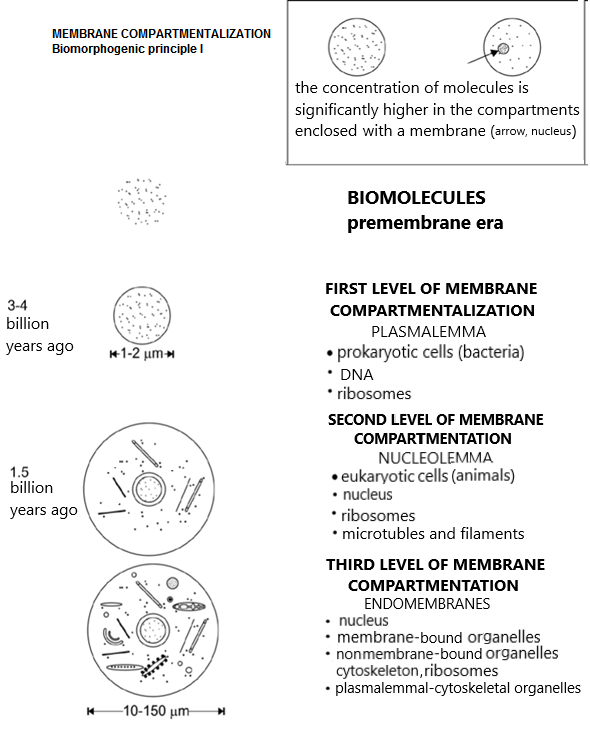 MEMBRANE COMPARTMENTALIZATION
Biomorphogenic principle I
the concentration of molecules is
significantly higher in the compartments
enclosed with a membrane (arrow, nucleus)
BIOMOLECULES
premembrane era
3-4
billion
years ago
1-2 µm
FIRST LEVEL OF MEMBRANE
COMPARTMENTALIZATION
PLASMALEMMA
• prokaryotic cells (bacteria)
• DNA
• ribosomes
1.5
billion
years ago
SECOND LEVEL OF MEMBRANE
COMPARTMENTATION
NUCLEOLEMMA
• eukaryotic cells (animals)
• nucleus
• ribosomes
• microtubles and filaments
THIRD LEVEL OF MEMBRANE
COMPARTMENTATION
ENDOMEMBRANES
• nucleus
• membrane-bound organelles
• nonmembrane-bound organelles
cytoskeleton, ribosomes
• plasmalemmal-cytoskeletal organelles
10-150 µm